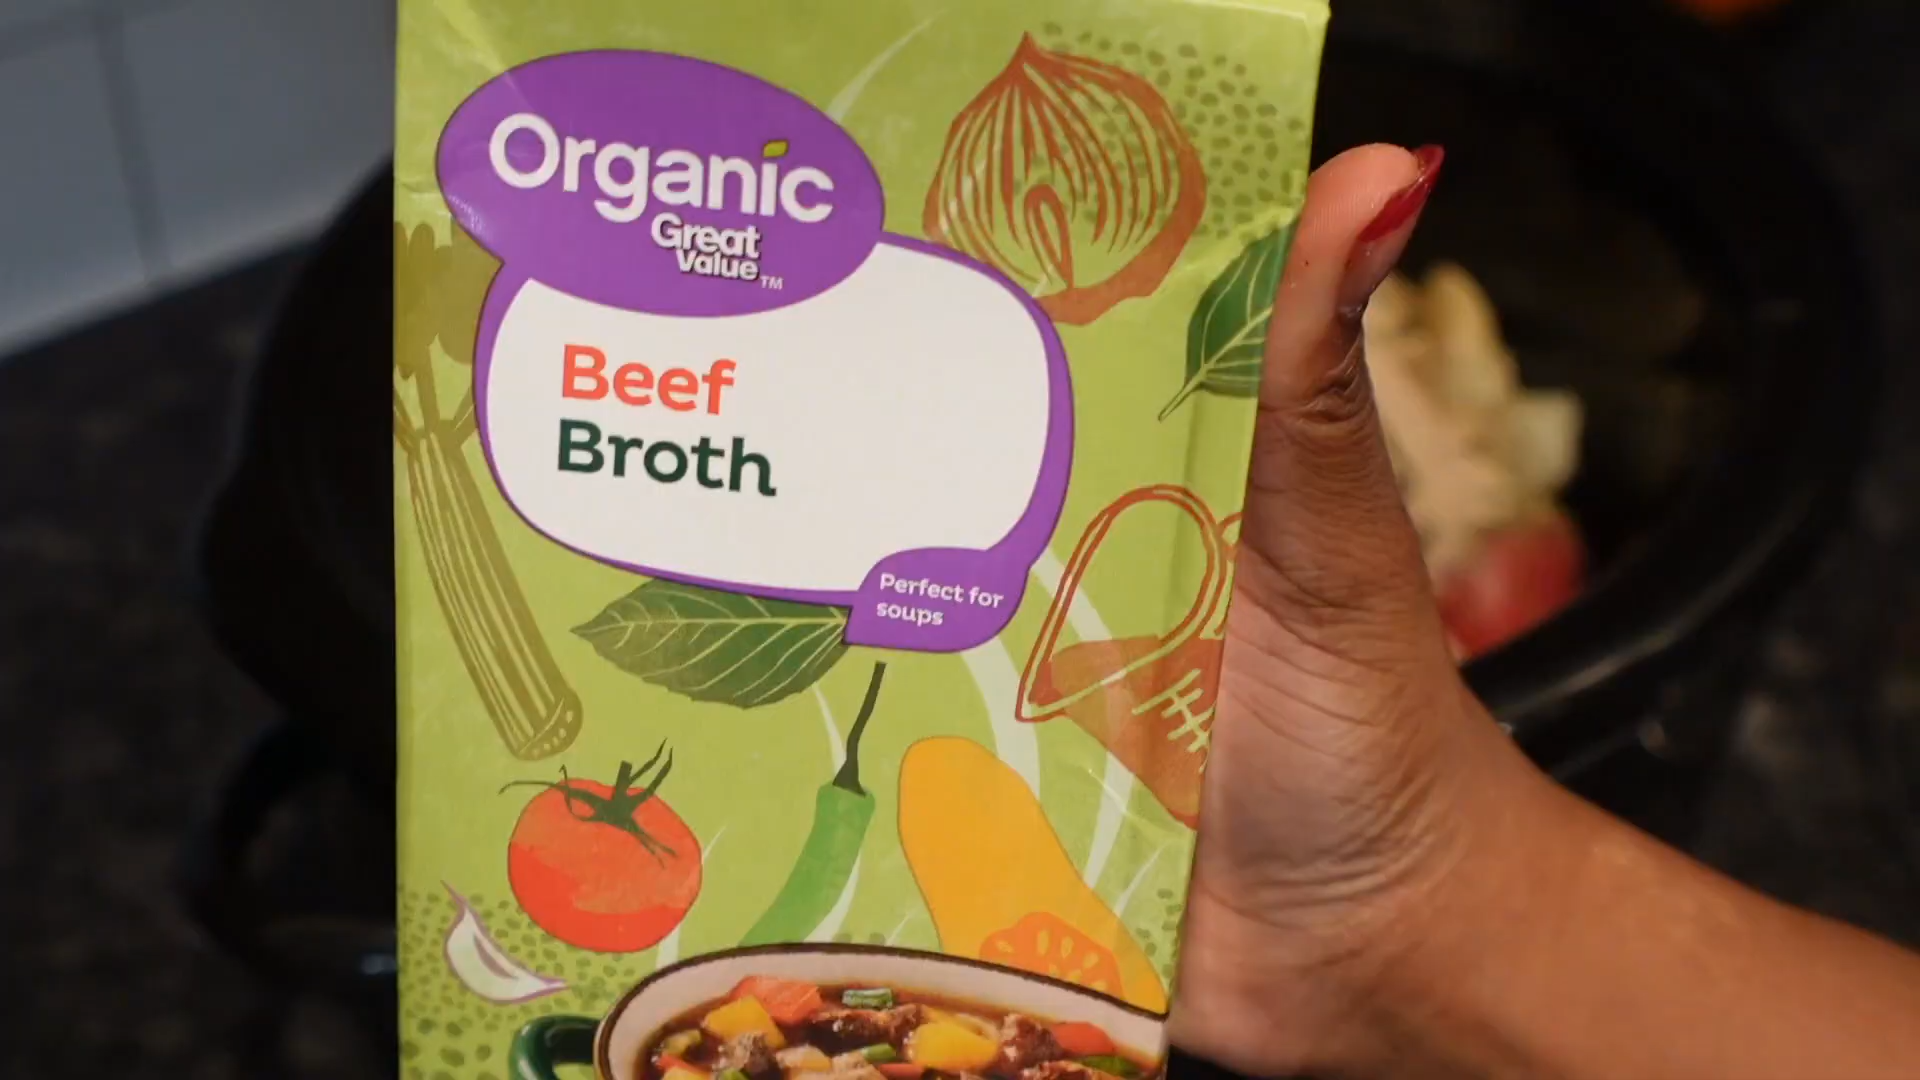 Organic
Great
Value™
Beef
Broth
Perfect for
soups